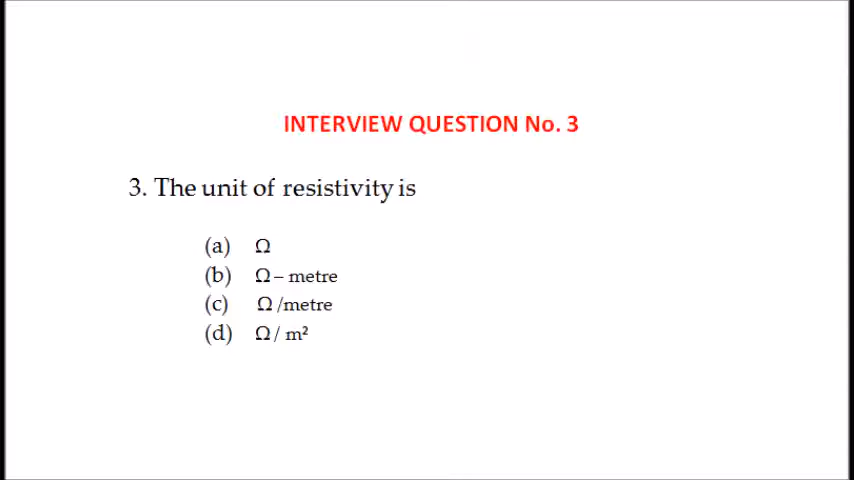 INTERVIEW QUESTION No. 3
3. The unit of resistivity is
(a) Ω
(b) Ω – metre
(c) Ω /metre
(d) Ω / m²